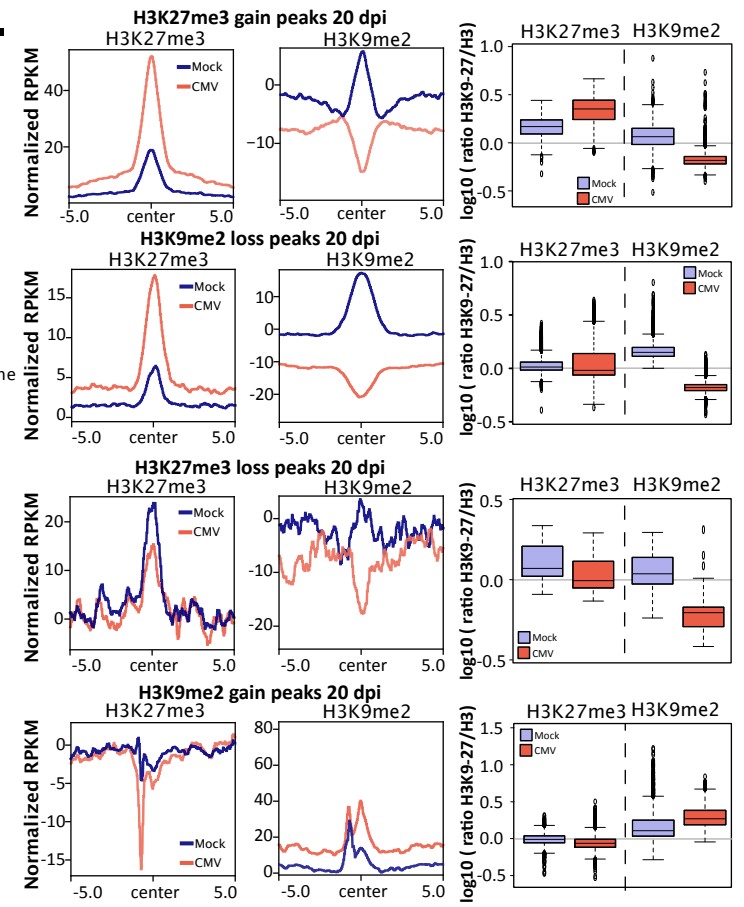 H3K27me3 gain peaks 20 dpi
H3K27me3
H3K9me2
Normalized RPKM
40
20
Mock
CMV
-5.0 center 5.0
0
−10
-5.0 center 5.0
H3K27me3 H3K9me2
log10 ( ratio H3K9-27/H3)
1.0
0.5
0.0
-0.5
Mock
CMV
H3K9me2 loss peaks 20 dpi
H3K27me3
H3K9me2
me
Normalized RPKM
15
10
5
0
Mock
CMV
-5.0 center 5.0
10
0
-10
-20
-5.0 center 5.0
H3K27me3 H3K9me2
log10 ( ratio H3K9-27/H3)
1.0
0.5
0.0
-0.5
Mock
CMV
H3K27me3 loss peaks 20 dpi
H3K27me3
H3K9me2
Normalized RPKM
20
10
0
Mock
CMV
-5.0 center 5.0
0
-10
-20
-5.0 center 5.0
H3K27me3 H3K9me2
log10 ( ratio H3K9-27/H3)
0.5
0.0
-0.5
Mock
CMV
H3K9me2 gain peaks 20 dpi
H3K27me3
H3K9me2
Normalized RPKM
0
-5
-10
-15
Mock
CMV
-5.0 center 5.0
80
60
40
20
0
-5.0 center 5.0
H3K27me3 H3K9me2
log10 ( ratio H3K9-27/H3)
1.5
1.0
0.5
0.0
-0.5
Mock
CMV